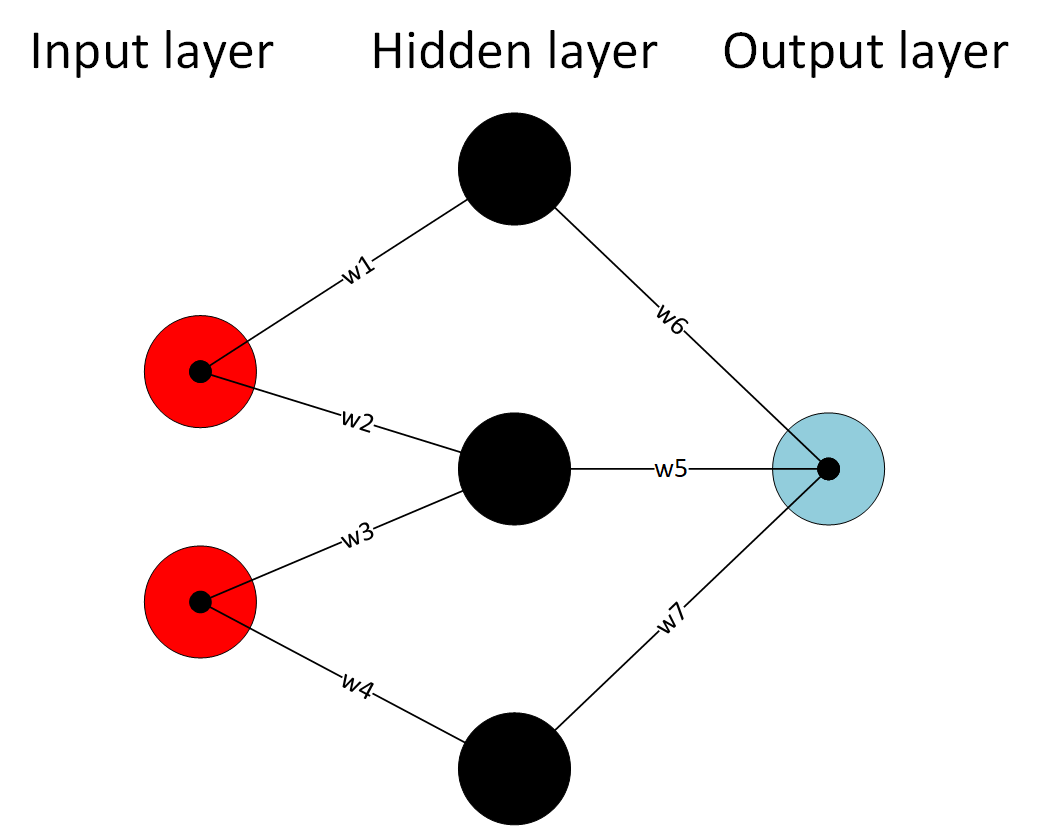 Input layer
Hidden layer
Output layer
w1
w6
w2
w5
w3
w7
w4